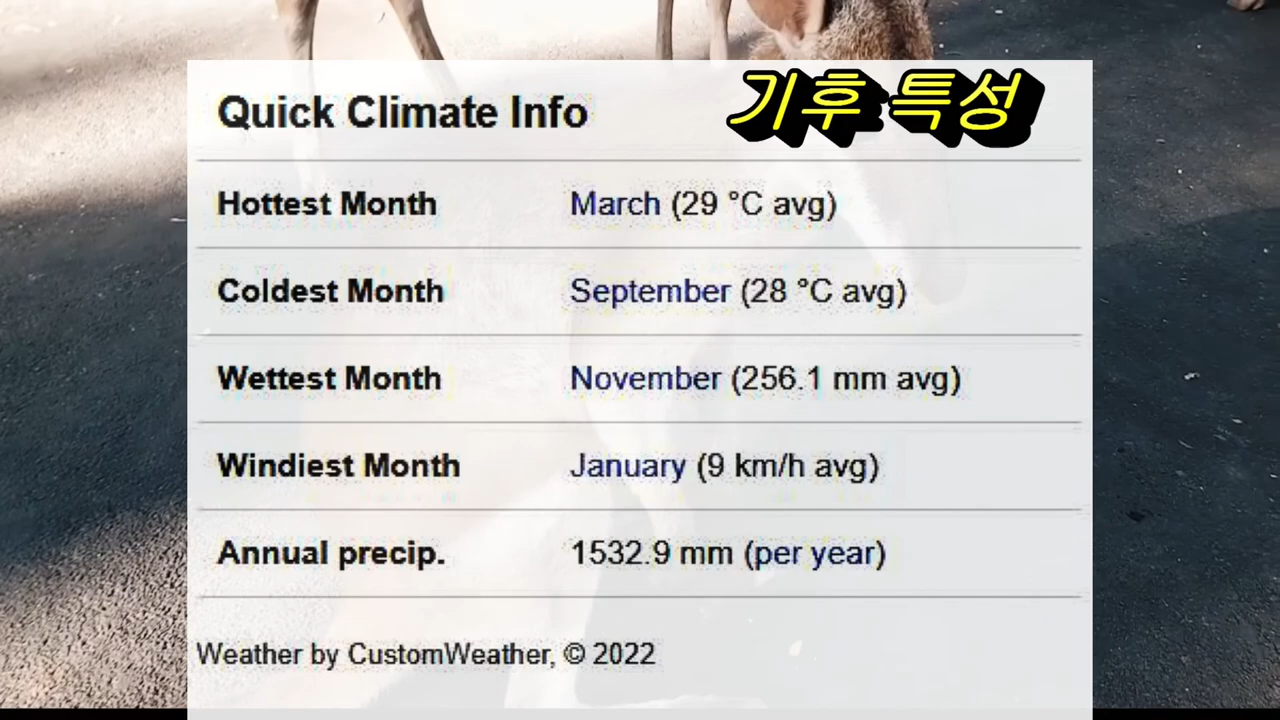 Quick Climate Info
기후 특성
Hottest Month March (29 °C avg)
Coldest Month September (28 °C avg)
Wettest Month November (256.1 mm avg)
Windiest Month January (9 km/h avg)
Annual precip. 1532.9 mm (per year)
Weather by CustomWeather, © 2022